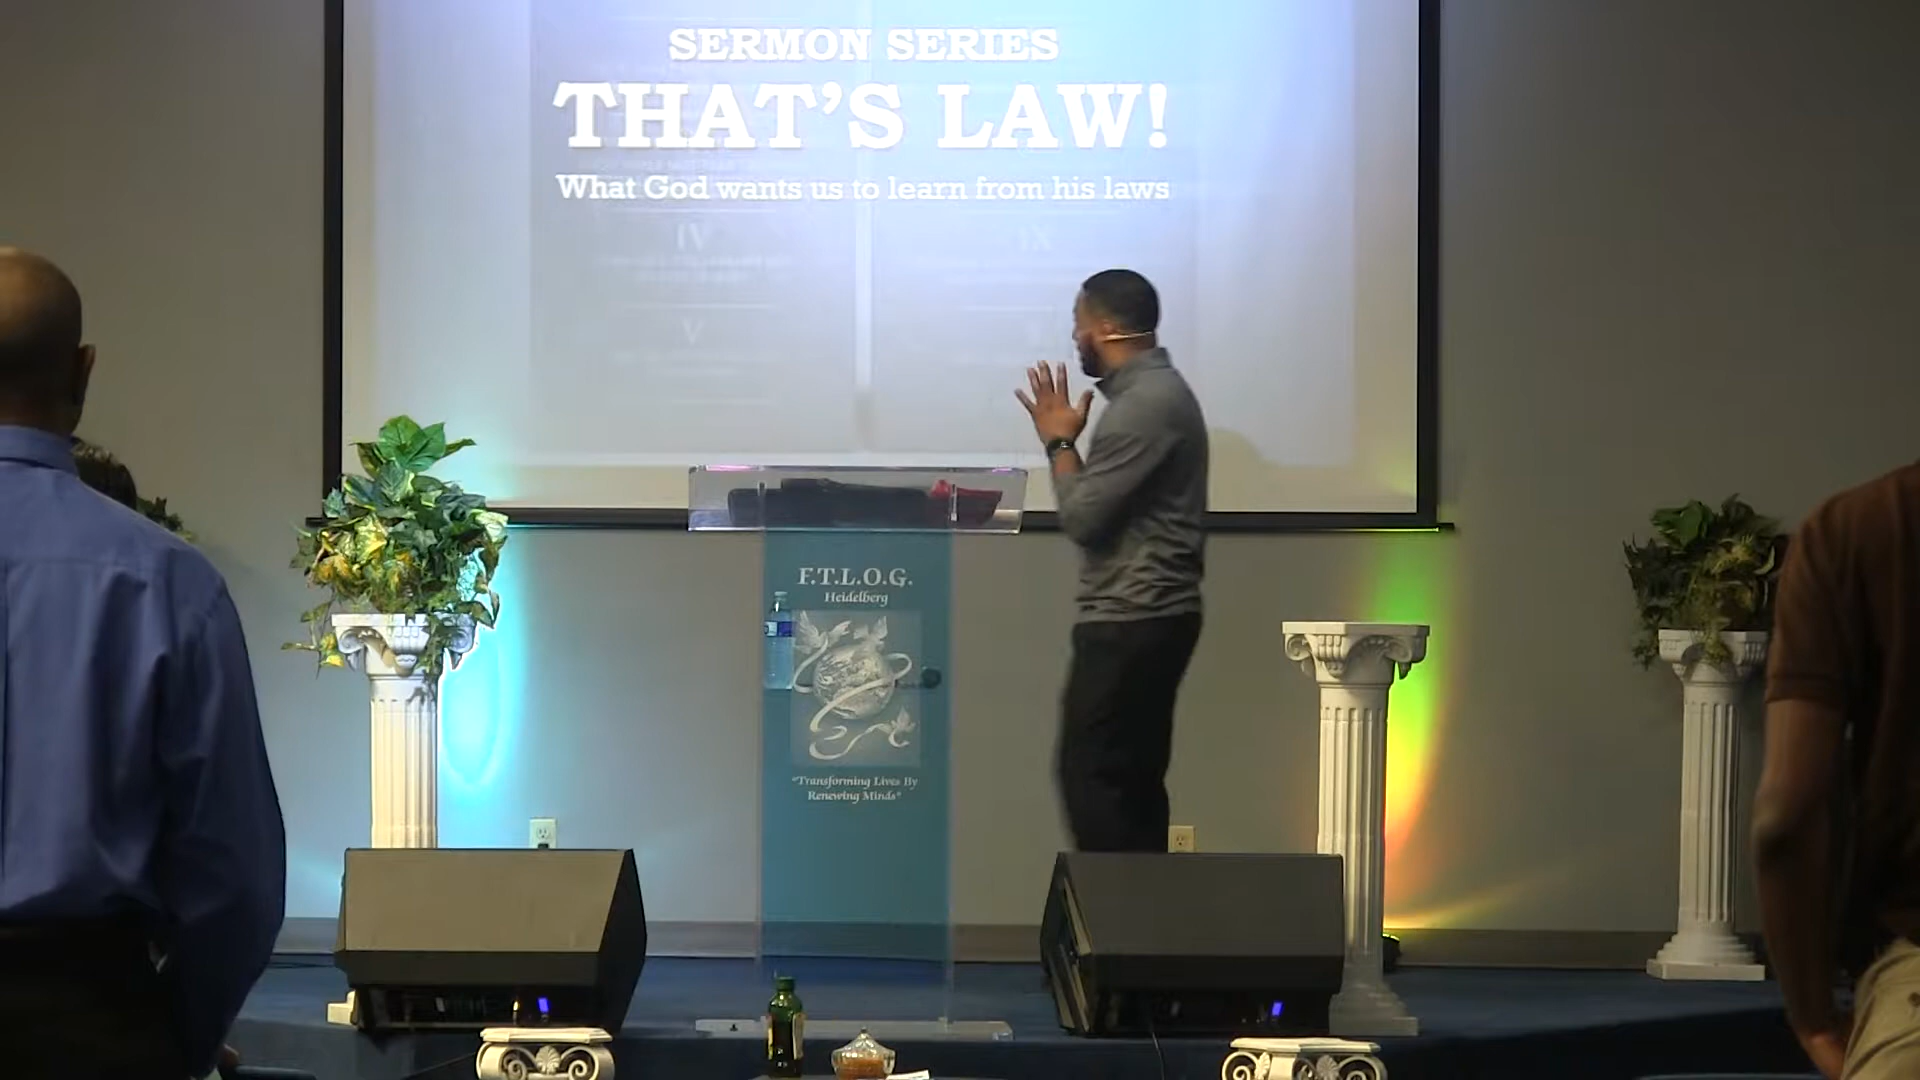 SERMON SERIES
THAT'S LAW!
What God wants us to learn from his laws
IV
IX
V
F.T.L.O.G.
Heidelberg
"Transforming Lives By
Renewing Minds"